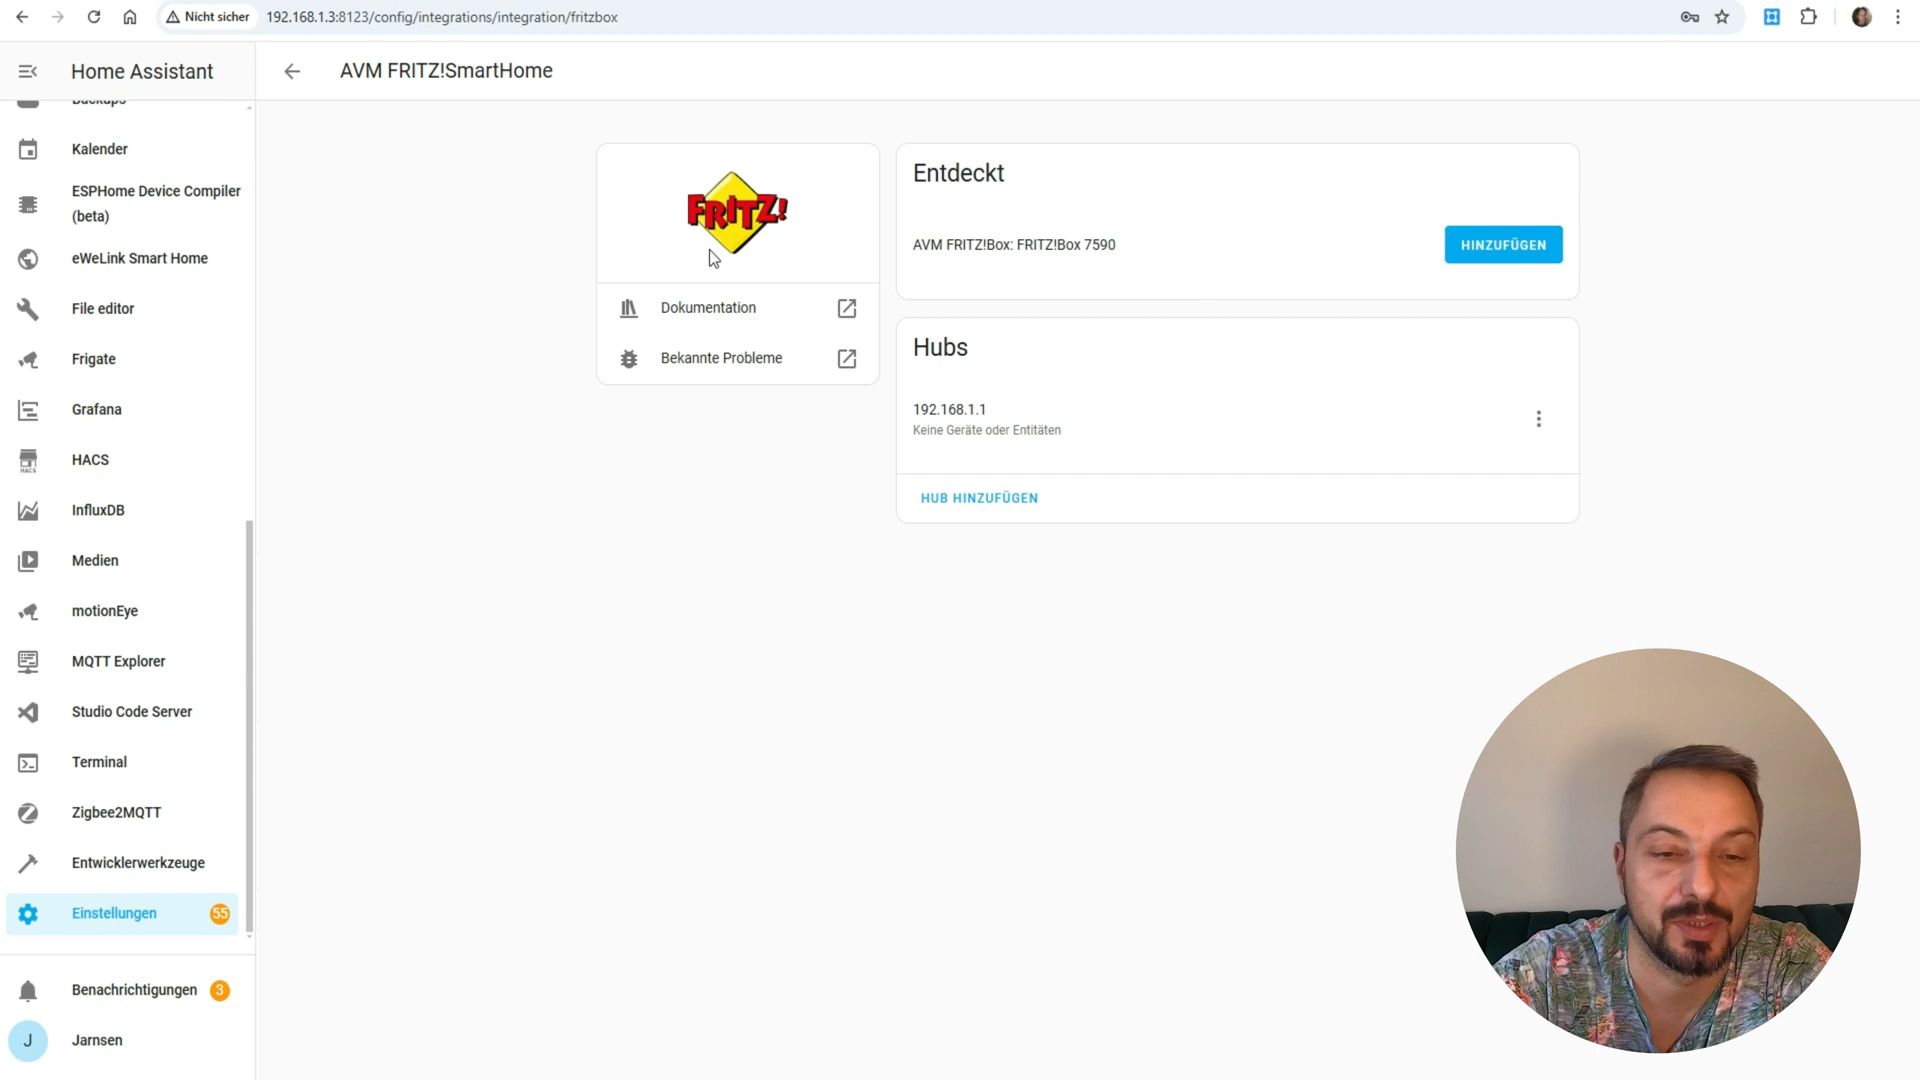 Nicht sicher
192.168.1.3:8123/config/integrations/integration/fritzbox
Home Assistant
AVM FRITZ!SmartHome
Backups
Kalender
ESPHome Device Compiler
(beta)
eWeLink Smart Home
File editor
Frigate
Grafana
HACS
HACS
InfluxDB
Medien
motionEye
MQTT Explorer
Studio Code Server
Terminal
Zigbee2MQTT
Entwicklerwerkzeuge
Einstellungen
55
Benachrichtigungen
3
J
Jarnsen
FRITZ!
Dokumentation
Bekannte Probleme
Entdeckt
AVM FRITZ!Box: FRITZ!Box 7590
HINZUFÜGEN
Hubs
192.168.1.1
Keine Geräte oder Entitäten
HUB HINZUFÜGEN